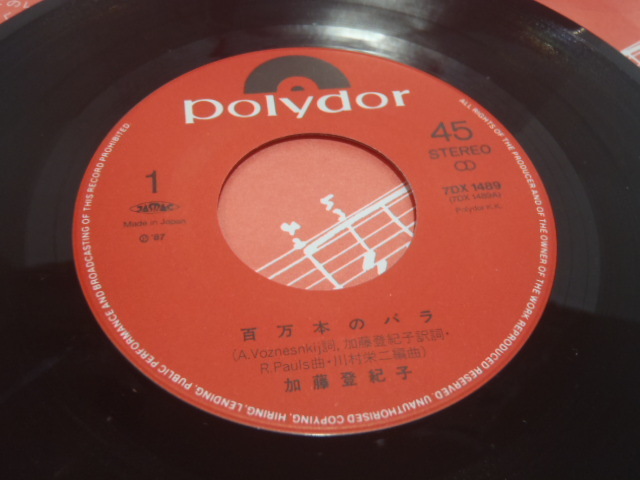 polydor
45
STEREO
7DX 1489
(7DX 1489A)
Polydor K.K.
1
JASRAC
Made in Japan
Ⓟ '87
百万本のバラ
(A.Voznesnkij詞, 加藤登紀子訳詞・
R.Pauls曲・川村栄二編曲)
加藤登紀子
ALL RIGHTS OF THE PRODUCER AND OF THE OWNER OF THE WORK REPRODUCED RESERVED. UNAUTHORISED COPYING, HIRING, LENDING, PUBLIC PERFORMANCE AND BROADCASTING OF THIS RECORD PROHIBITED